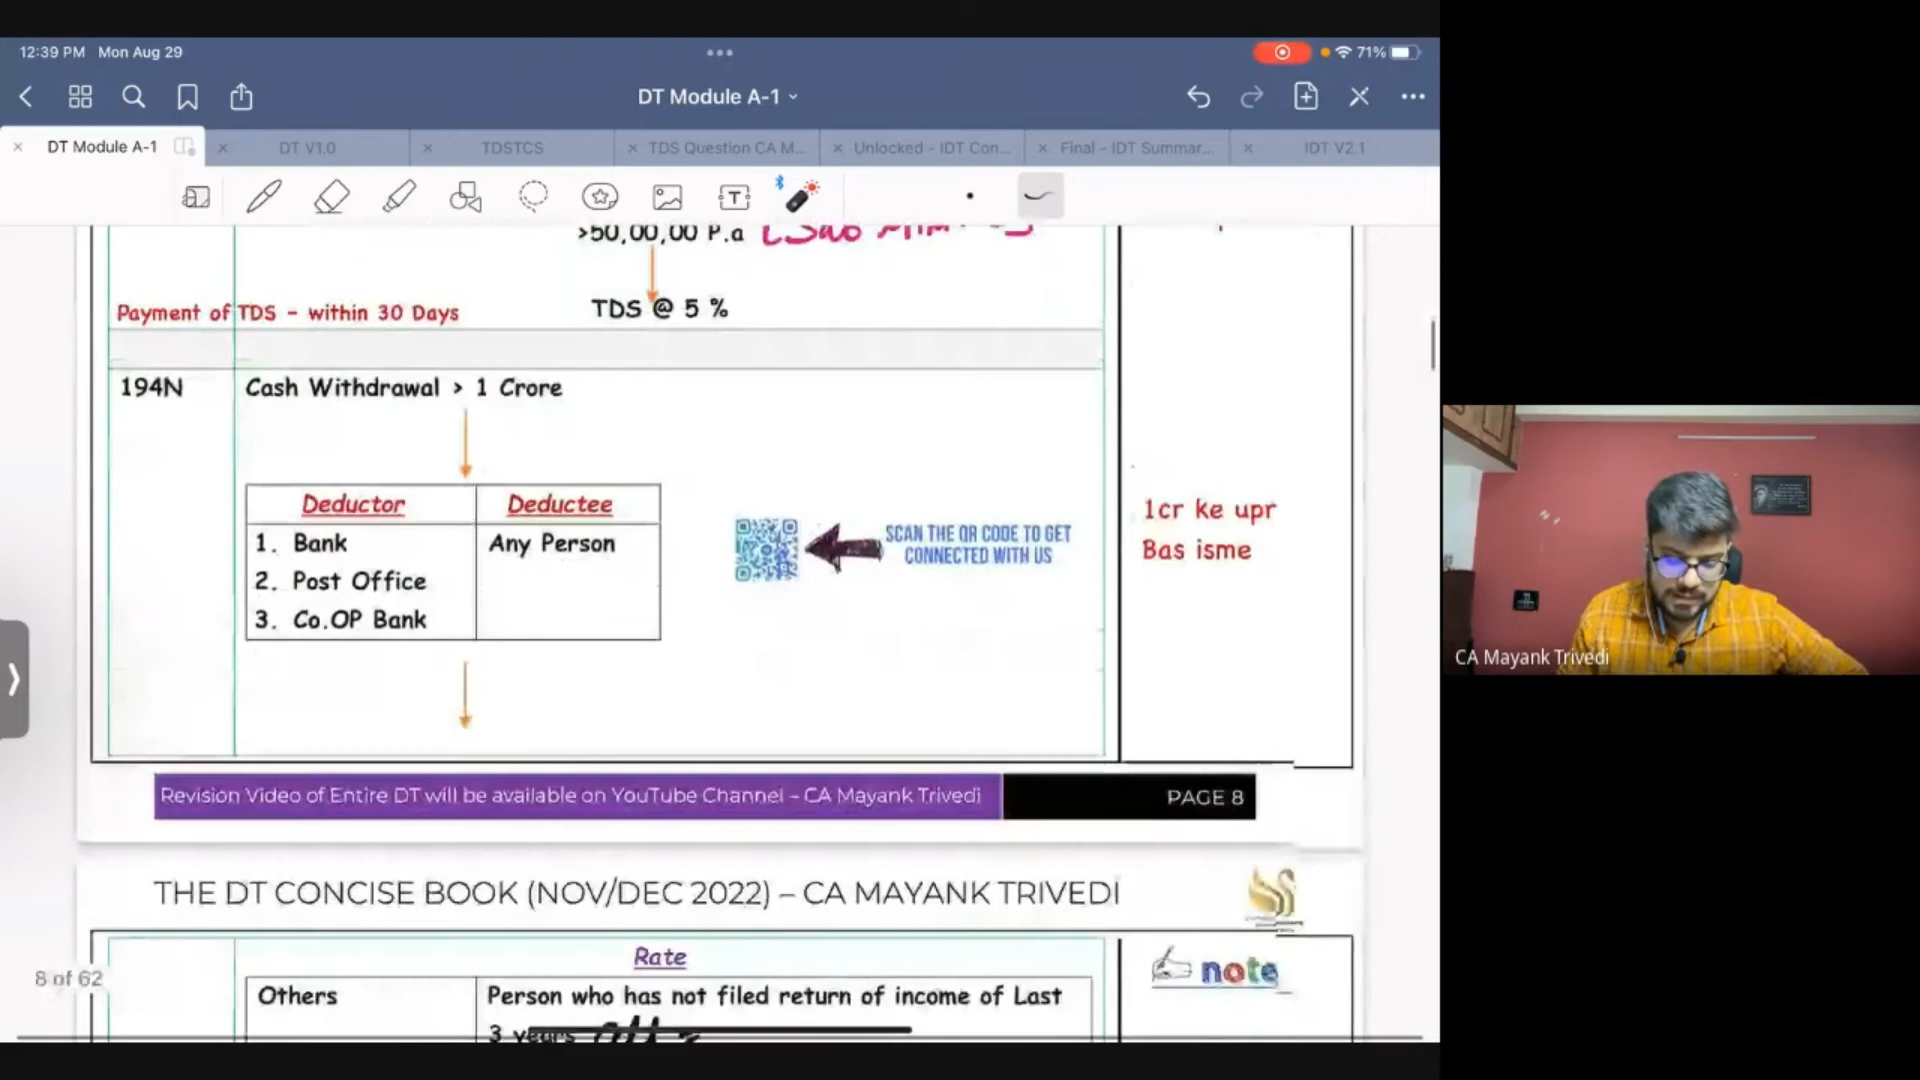 12:39 PM Mon Aug 29
71%
DT Module A-1
DT Module A-1
DT V1.0
TDSTCS
TDS Question CA M...
Unlocked - IDT Con...
Final - IDT Summar...
IDT V2.1
>50,00,00 P.a
Payment of TDS - within 30 Days
TDS @ 5 %
194N
Cash Withdrawal > 1 Crore
Deductor
Deductee
1. Bank
Any Person
2. Post Office
3. Co.OP Bank
SCAN THE QR CODE TO GET
CONNECTED WITH US
1cr ke upr
Bas isme
CA Mayank Trivedi
Revision Video of Entire DT will be available on YouTube Channel – CA Mayank Trivedi
PAGE 8
THE DT CONCISE BOOK (NOV/DEC 2022) – CA MAYANK TRIVEDI
Rate
note
8 of 62
Others
Person who has not filed return of income of Last
3 years